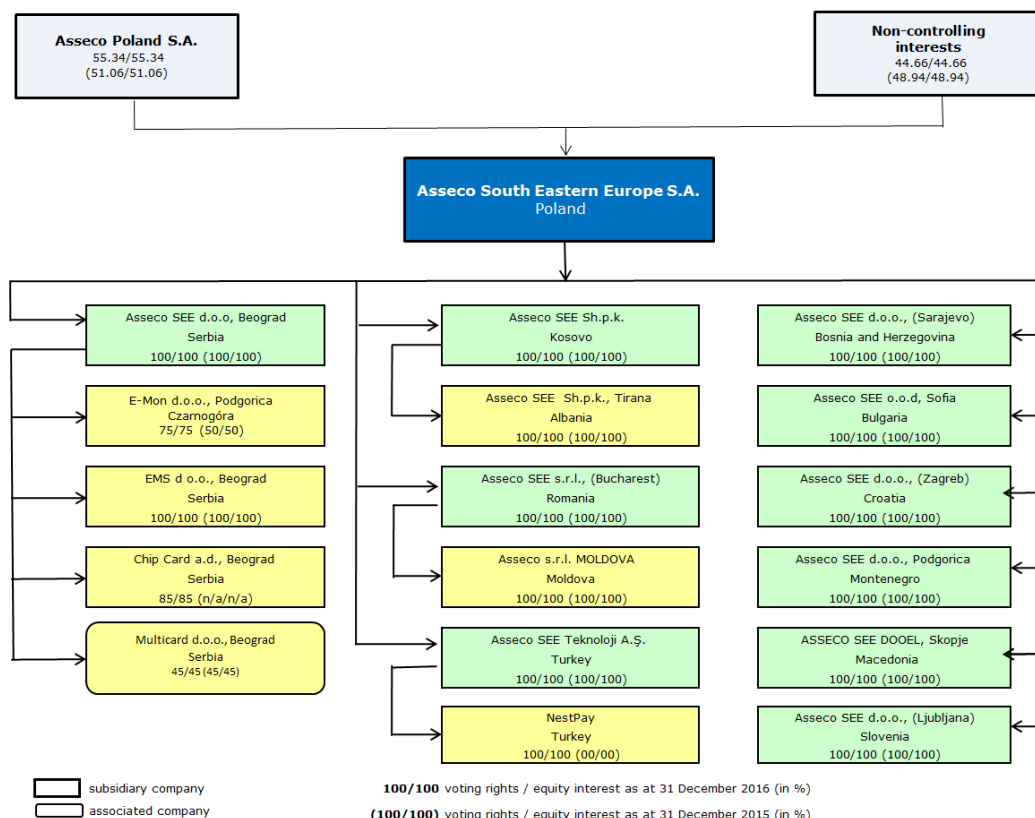 Asseco Poland S.A.
55.34/55.34
(51.06/51.06)
Non-controlling
interests
44.66/44.66
(48.94/48.94)
Asseco South Eastern Europe S.A.
Poland
Asseco SEE d.o.o, Beograd
Serbia
100/100 (100/100)
E-Mon d.o.o., Podgorica
Czarnogóra
75/75 (50/50)
EMS d o.o., Beograd
Serbia
100/100 (100/100)
Chip Card a.d., Beograd
Serbia
85/85 (n/a/n/a)
Multicard d.o.o., Beograd
Serbia
45/45 (45/45)
Asseco SEE Sh.p.k.
Kosovo
100/100 (100/100)
Asseco SEE Sh.p.k., Tirana
Albania
100/100 (100/100)
Asseco SEE s.r.l., (Bucharest)
Romania
100/100 (100/100)
Asseco s.r.l. MOLDOVA
Moldova
100/100 (100/100)
Asseco SEE Teknoloji A.Ş.
Turkey
100/100 (100/100)
NestPay
Turkey
100/100 (00/00)
Asseco SEE d.o.o., (Sarajevo)
Bosnia and Herzegovina
100/100 (100/100)
Asseco SEE o.o.d, Sofia
Bulgaria
100/100 (100/100)
Asseco SEE d.o.o., (Zagreb)
Croatia
100/100 (100/100)
Asseco SEE d.o.o., Podgorica
Montenegro
100/100 (100/100)
ASSECO SEE DOOEL, Skopje
Macedonia
100/100 (100/100)
Asseco SEE d.o.o., (Ljubljana)
Slovenia
100/100 (100/100)
subsidiary company
associated company
100/100 voting rights / equity interest as at 31 December 2016 (in %)
(100/100) voting rights / equity interest as at 31 December 2015 (in %)